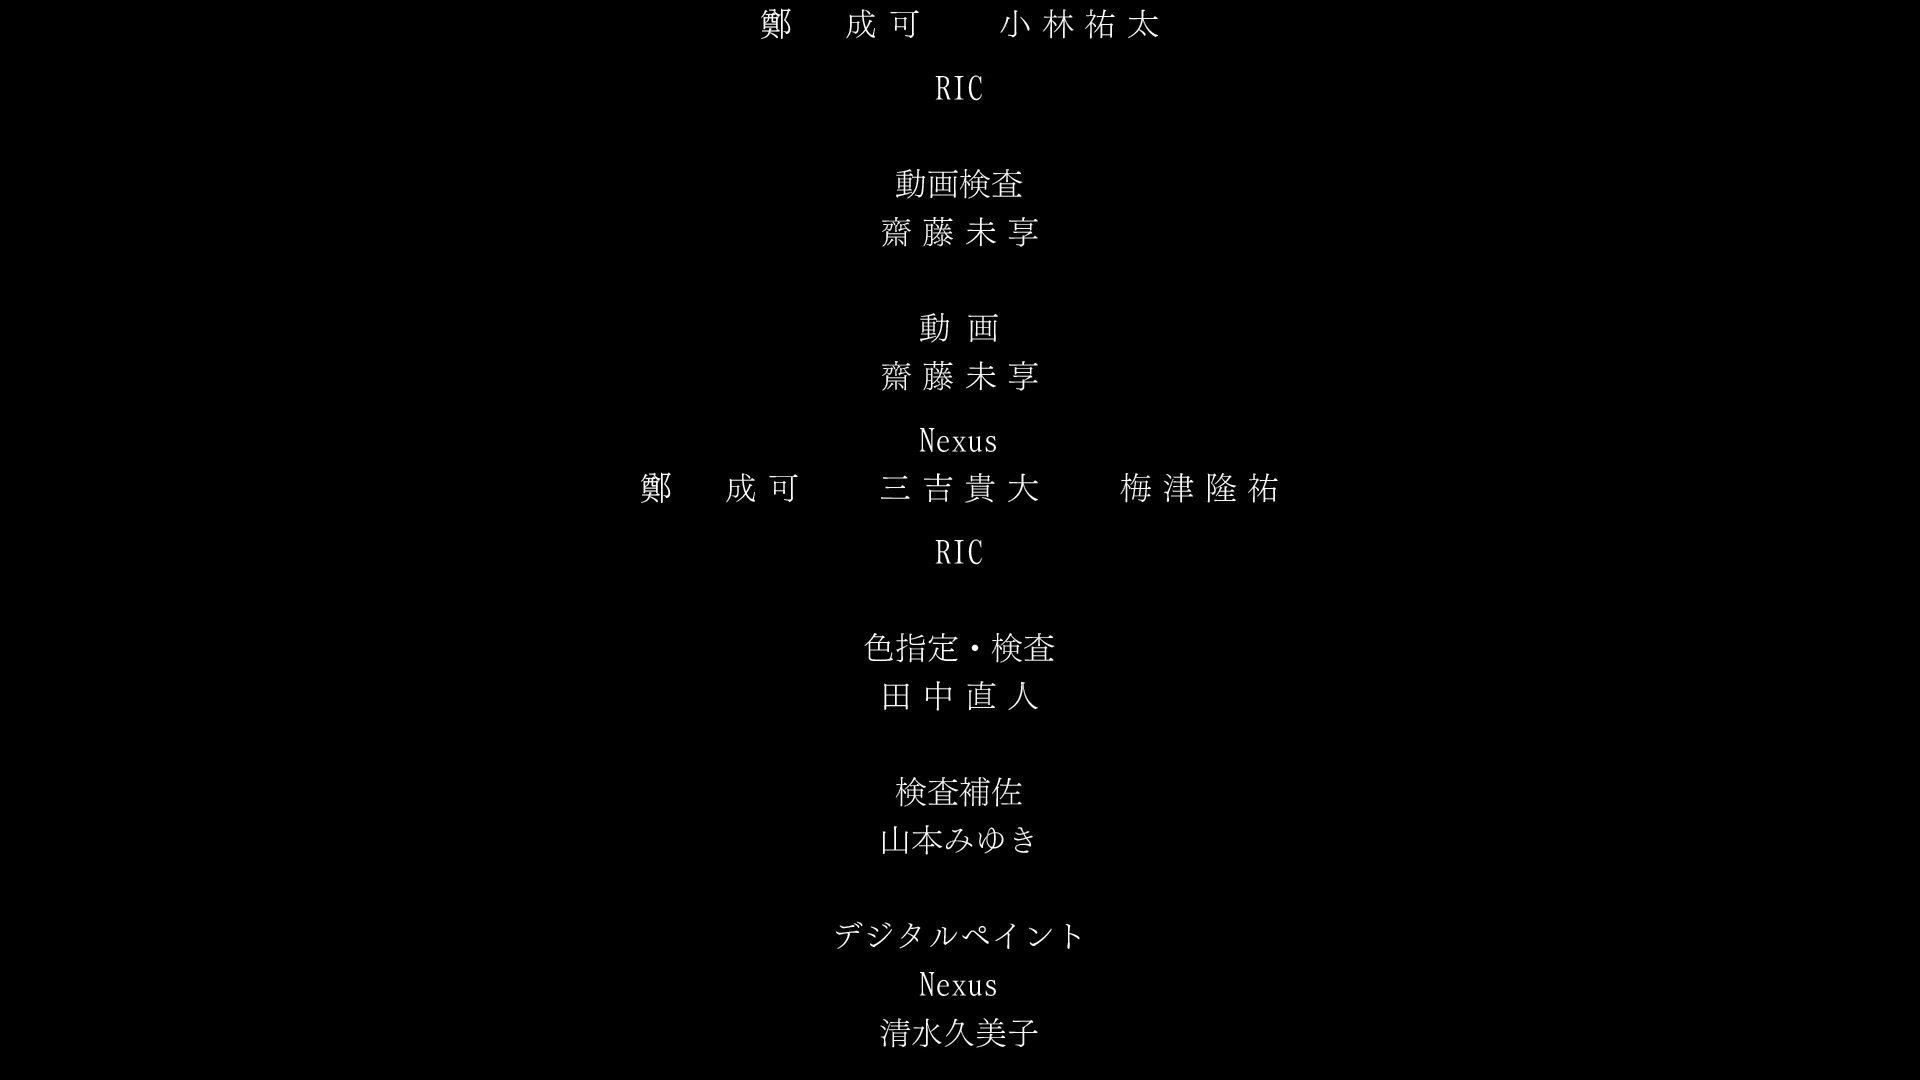 鄭　成可　小林祐太
RIC
動画検査
齋藤未享
動 画
齋藤未享
Nexus
鄭　成可　三吉貴大　梅津隆祐
RIC
色指定・検査
田中直人
検査補佐
山本みゆき
デジタルペイント
Nexus
清水久美子